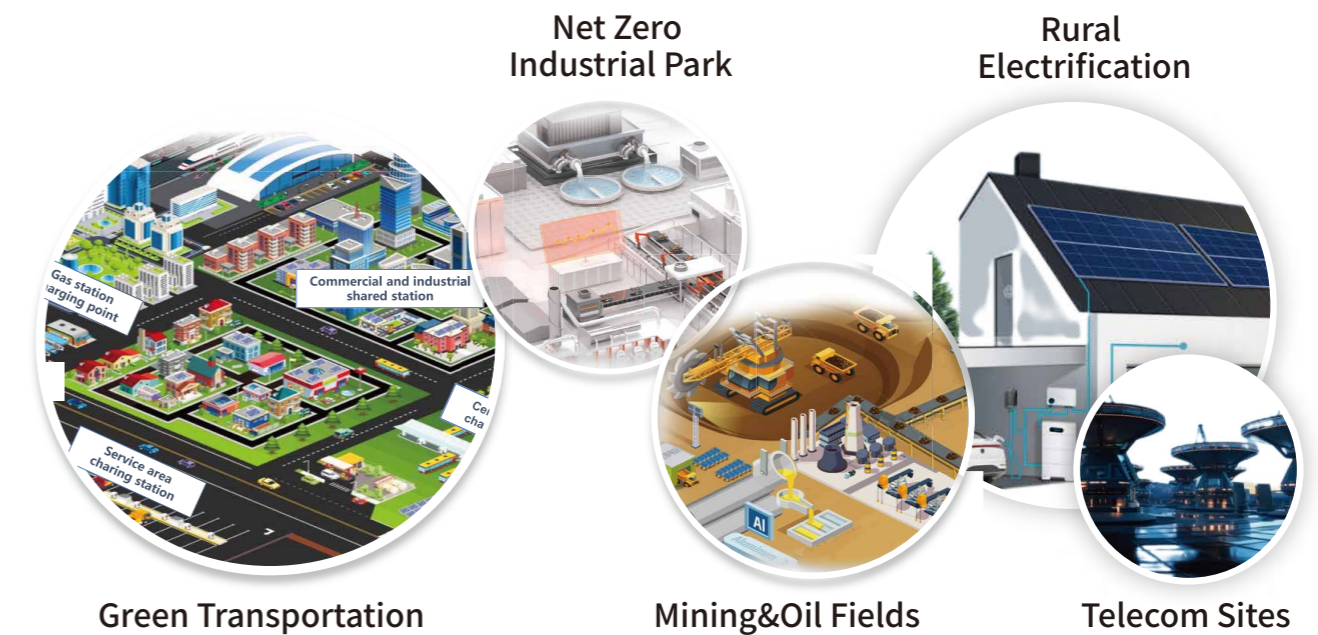 Net Zero
Industrial Park
Rural
Electrification
Commercial and industrial
shared station
Gas station
arging point
Service area
charing station
AI
Green Transportation
Mining&Oil Fields
Telecom Sites